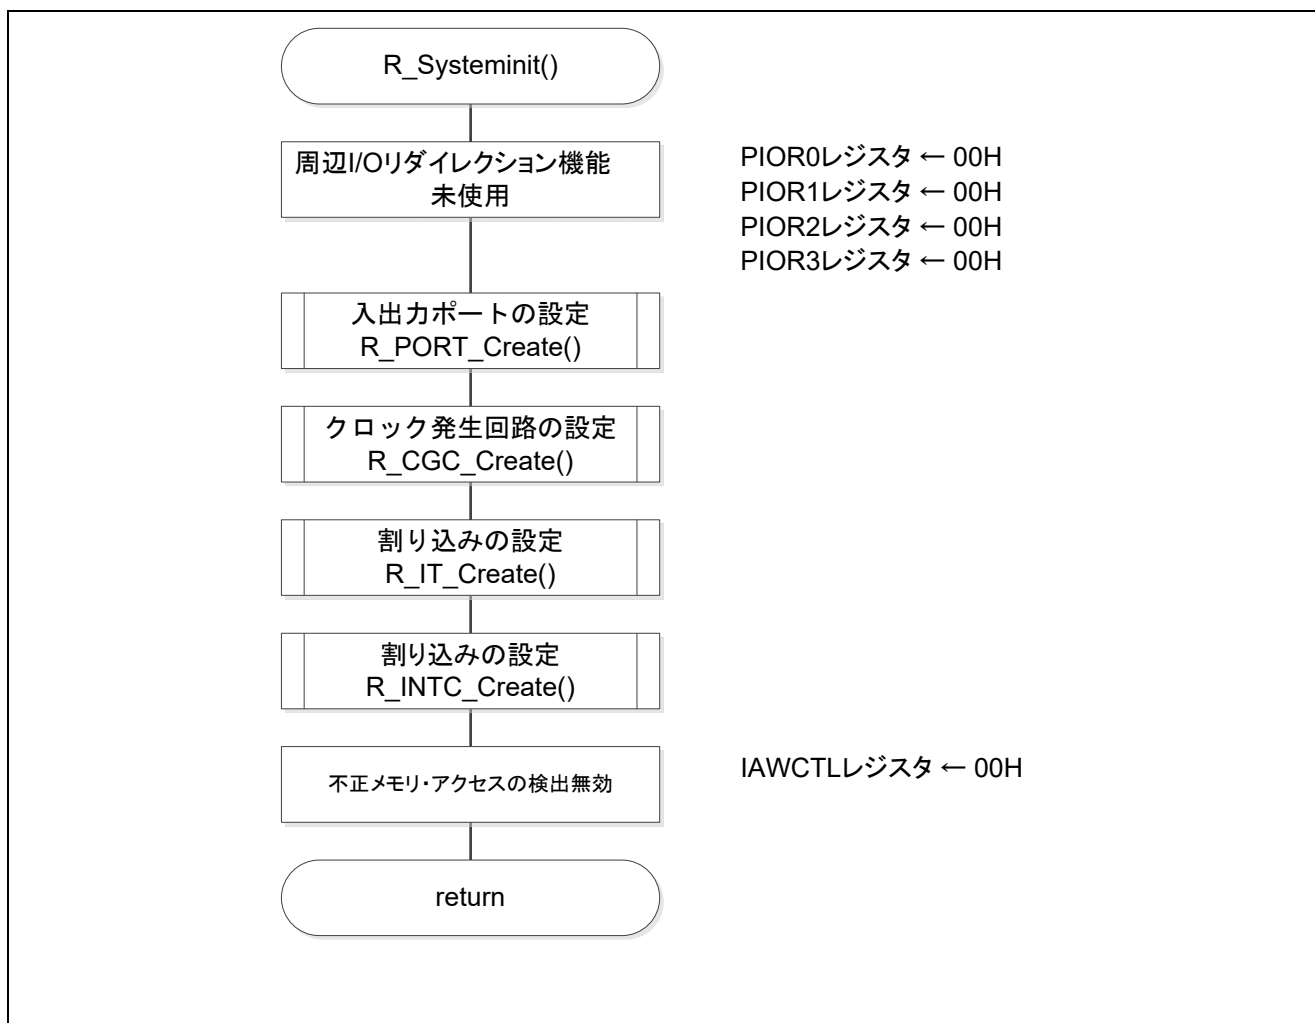 R_Systeminit()
周辺I/Oリダイレクション機能
未使用
PIOR0レジスタ ← 00H
PIOR1レジスタ ← 00H
PIOR2レジスタ ← 00H
PIOR3レジスタ ← 00H
入出力ポートの設定
R_PORT_Create()
クロック発生回路の設定
R_CGC_Create()
割り込みの設定
R_IT_Create()
割り込みの設定
R_INTC_Create()
不正メモリ・アクセスの検出無効
IAWCTLレジスタ ← 00H
return